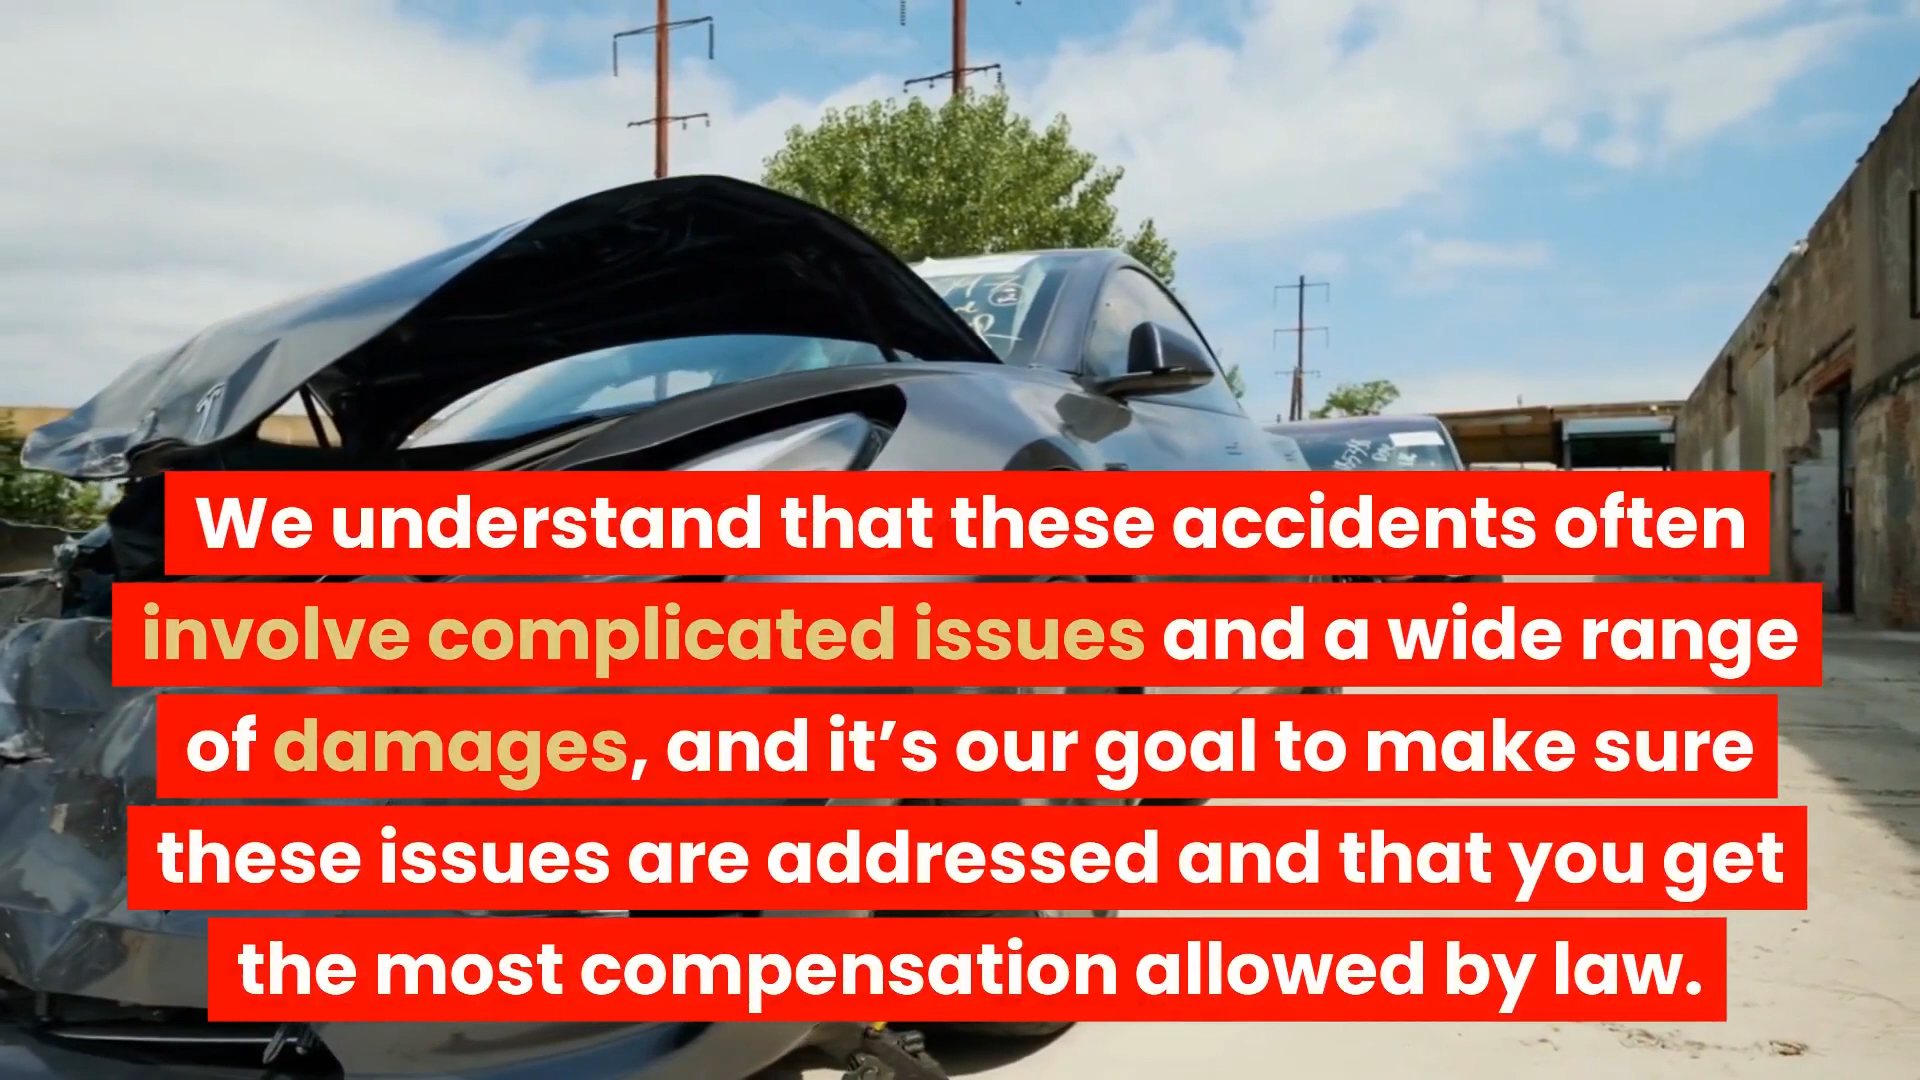 We understand that these accidents often
involve complicated issues and a wide range
of damages, and it’s our goal to make sure
these issues are addressed and that you get
the most compensation allowed by law.